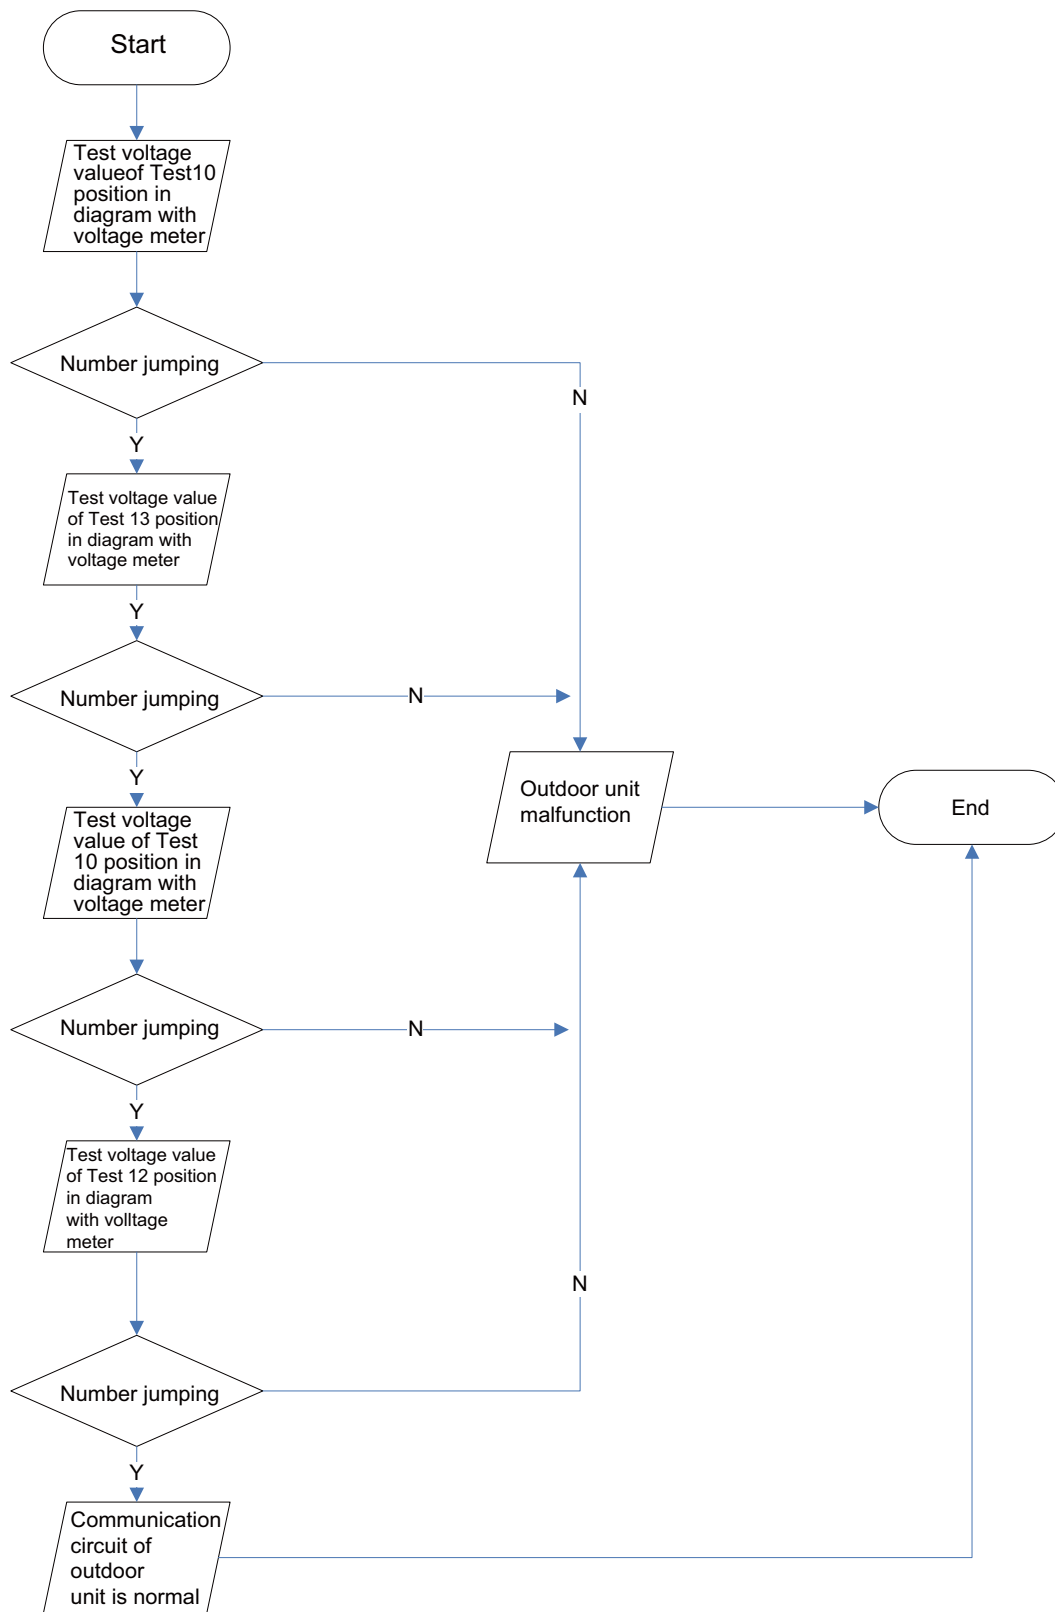 Start
Test voltage
valueof Test10
position in
diagram with
voltage meter
Number jumping
N
Y
Test voltage value
of Test 13 position
in diagram with
voltage meter
Y
Number jumping
N
Y
Test voltage
value of Test
10 position in
diagram with
voltage meter
Outdoor unit
malfunction
End
Number jumping
N
Y
Test voltage value
of Test 12 position
in diagram
with volltage
meter
N
Number jumping
Y
Communication
circuit of
outdoor
unit is normal